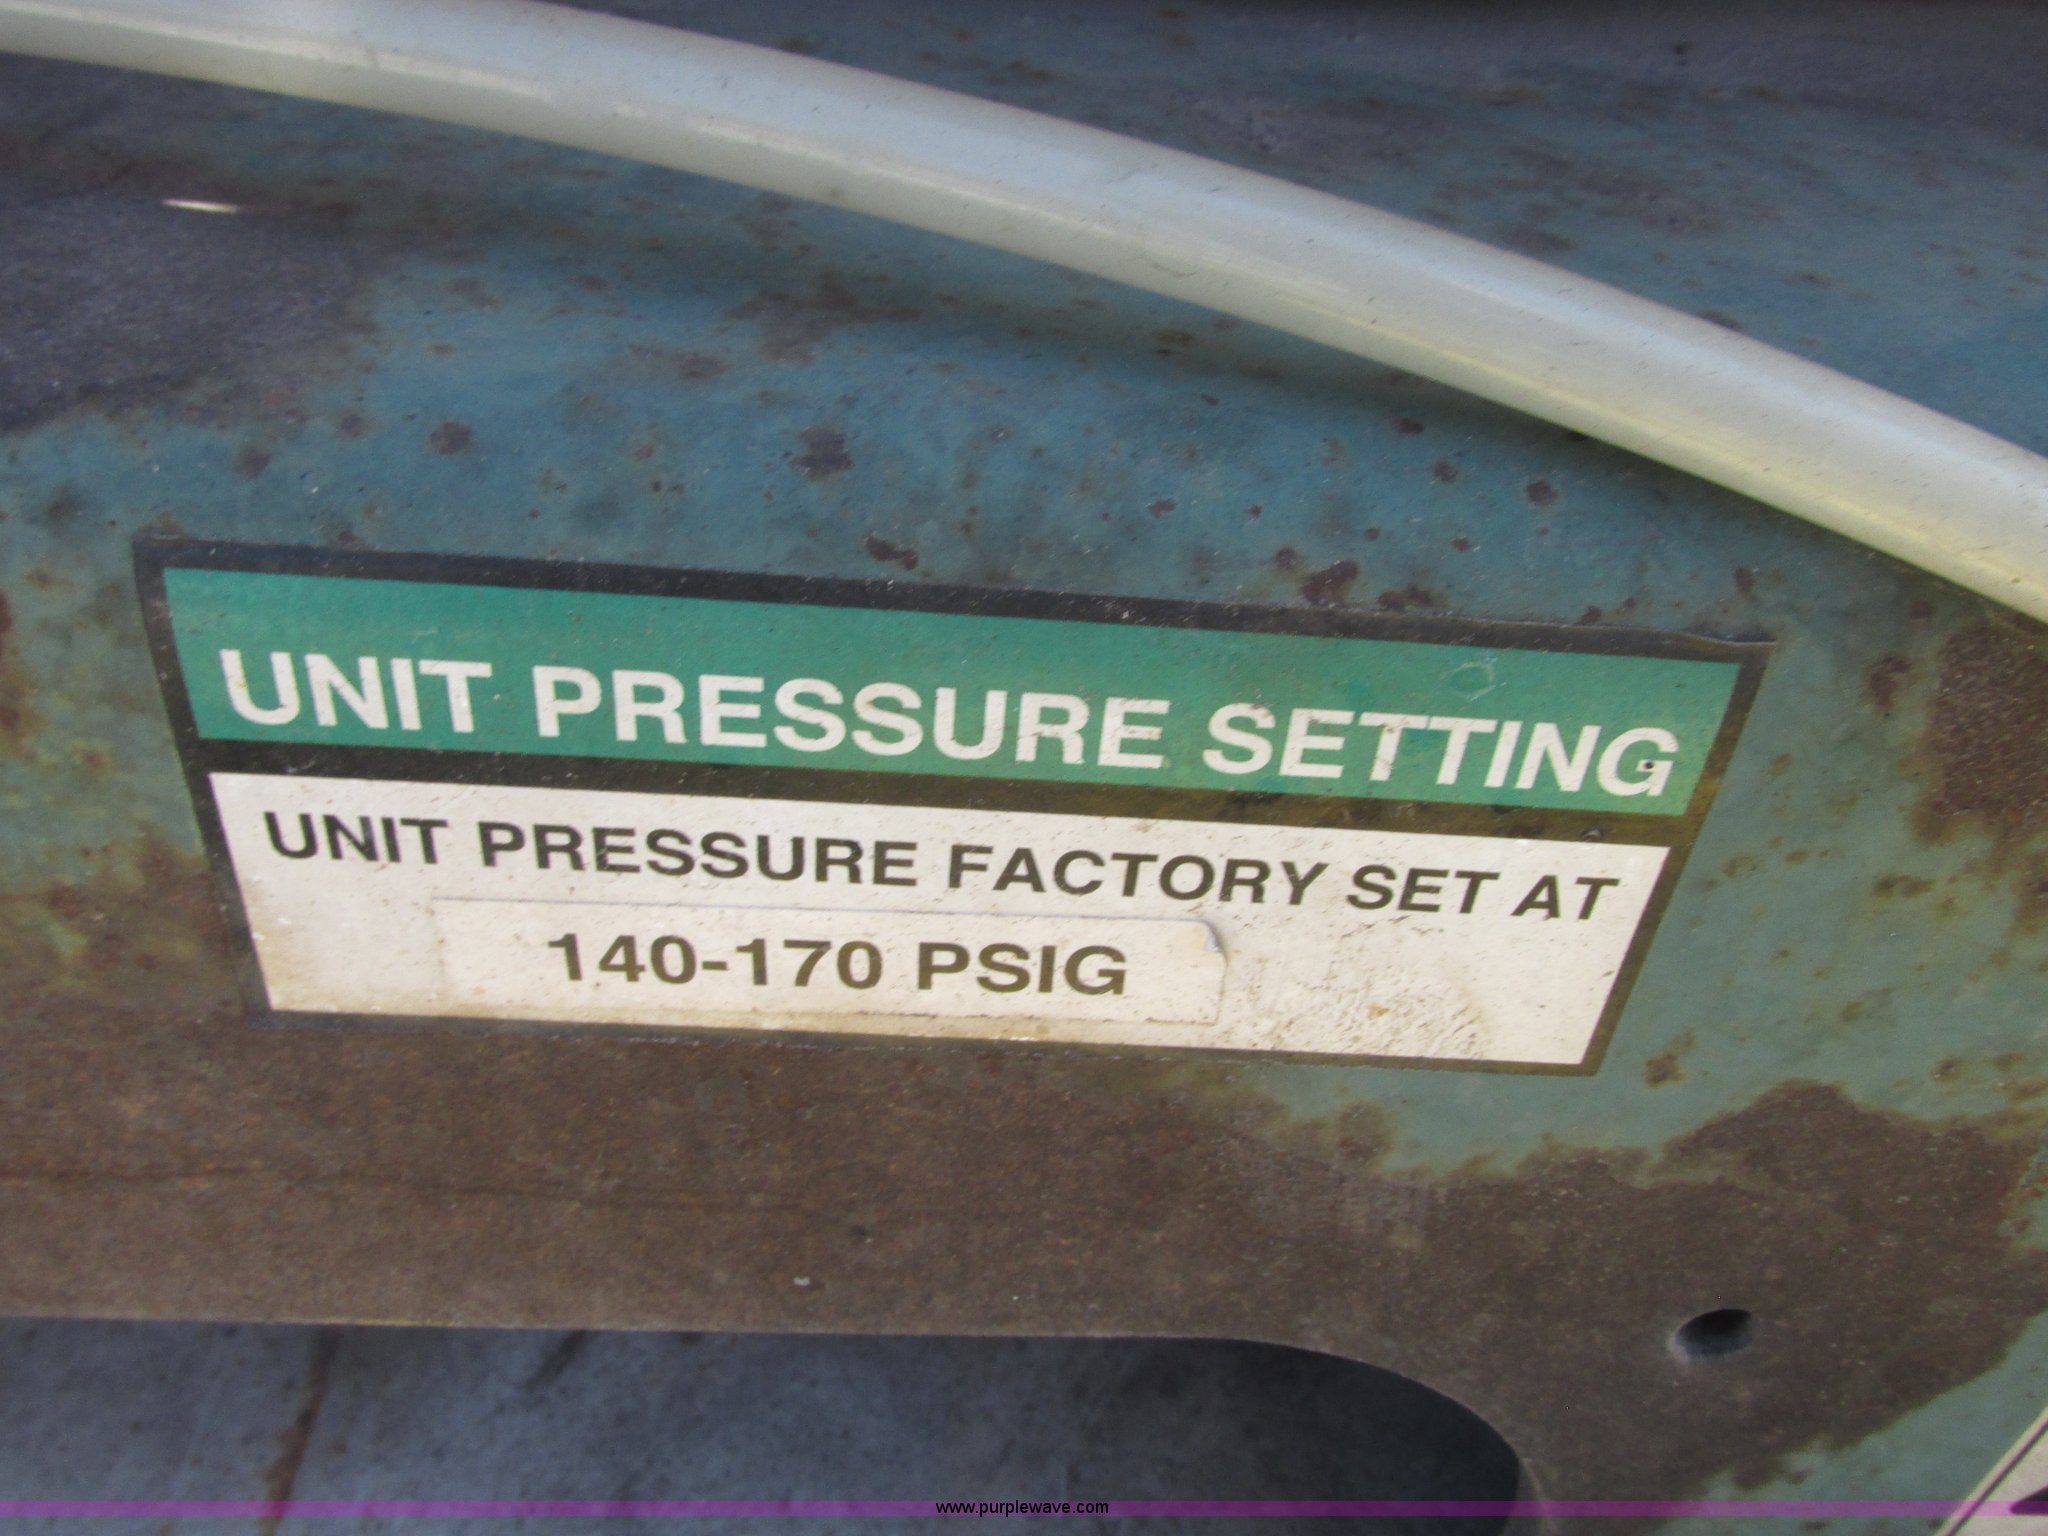 UNIT PRESSURE SETTING
UNIT PRESSURE FACTORY SET AT
140-170 PSIG
www.purplewave.com